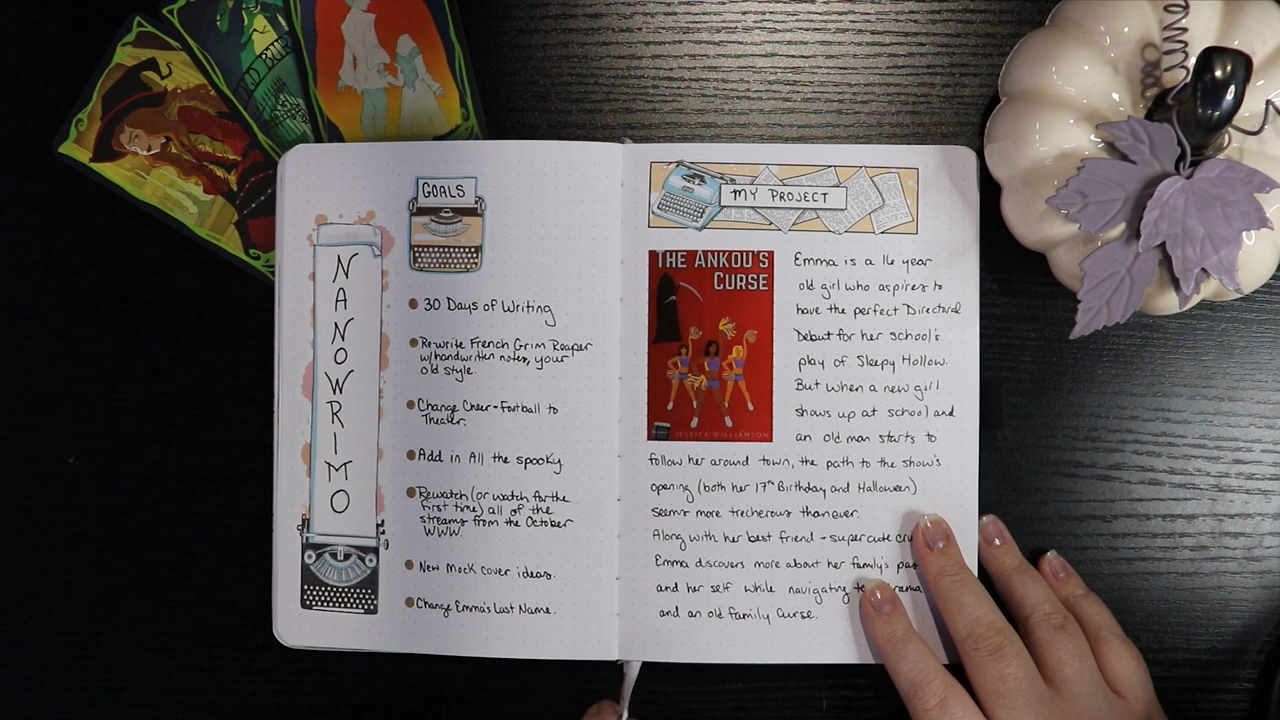 NANOWRIMO
GOALS
30 Days of Writing
Re-write French Grim Reaper
w/handwritten notes, your
old style.
Change Cheer-Football to
Theater.
Add in All the spooky
Rewatch (or watch for the
first time) all of the
streams from the October
WWW.
New Mock cover ideas.
Change Emma's Last Name.
MY PROJECT
THE ANKOU'S
CURSE
JESSICA WILLIAMSON
Emma is a 16 year
old girl who aspires to
have the perfect Directoral
Debut for her school's
play of Sleepy Hollow.
But when a new girl
shows up at school and
an old man starts to
follow her around town, the path to the show's
opening (both her 17th Birthday and Halloween)
seems more trecherous than ever.
Along with her best friend + super cute
Emma discovers more about her family's
and her self while navigating
and an old family Curse.